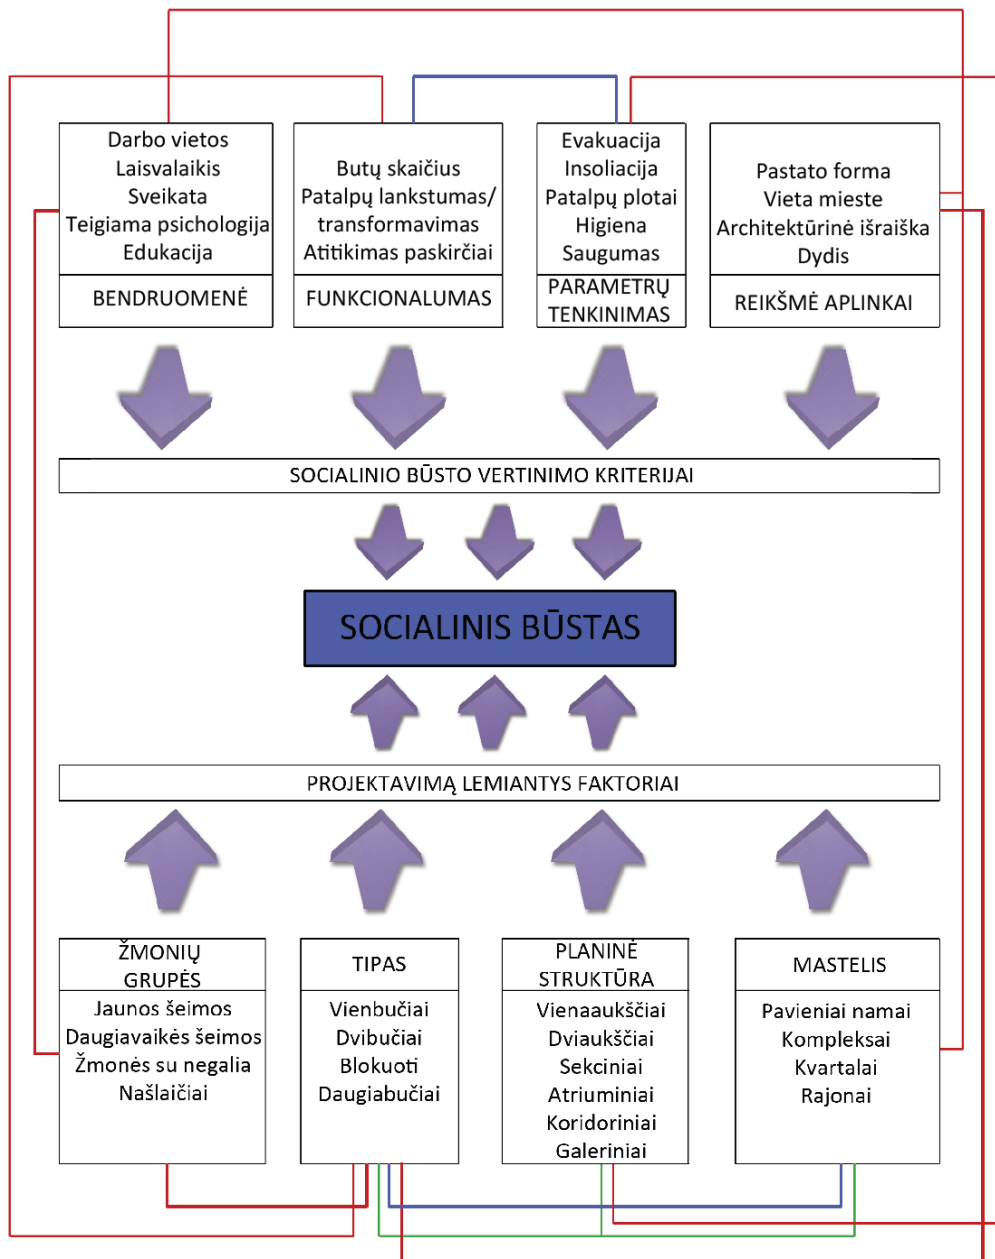 Darbo vietos
Laisvalaikis
Sveikata
Teigiama psichologija
Edukacija
BENDRUOMENĖ
Butų skaičius
Patalpų lankstumas/
transformavimas
Atitikimas paskirčiai
FUNKCIONALUMAS
Evakuacija
Insoliacija
Patalpų plotai
Higiena
Saugumas
PARAMETRŲ
TENKINIMAS
Pastato forma
Vieta mieste
Architektūrinė išraiška
Dydis
REIKŠMĖ APLINKAI
SOCIALINIO BŪSTO VERTINIMO KRITERIJAI
SOCIALINIS BŪSTAS
PROJEKTAVIMĄ LEMIANTYS FAKTORIAI
ŽMONIŲ
GRUPĖS
Jaunos šeimos
Daugiavaikės šeimos
Žmonės su negalia
Našlaičiai
TIPAS
Vienbučiai
Dvibučiai
Blokuoti
Daugiabučiai
PLANINĖ
STRUKTŪRA
Vienaaukščiai
Dviaukščiai
Sekciniai
Atriuminiai
Koridoriniai
Galeriniai
MASTELIS
Pavieniai namai
Kompleksai
Kvartalai
Rajonai